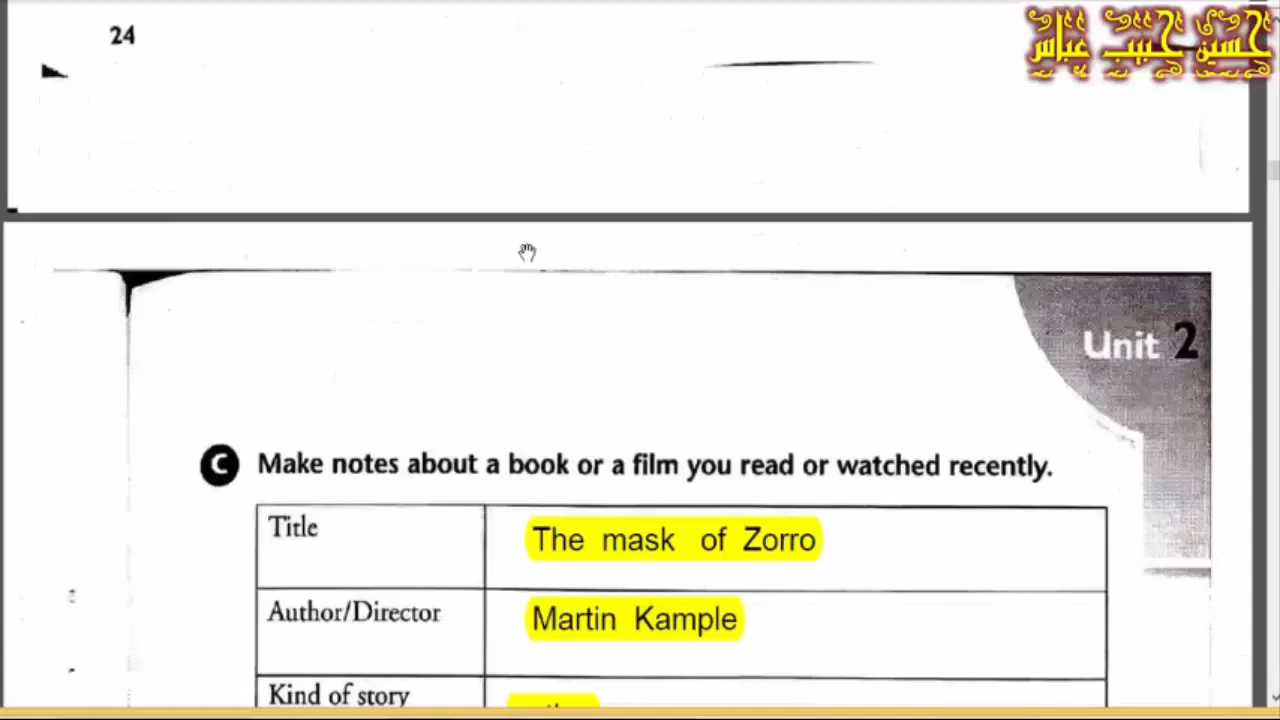 24
حسين حبيب عباس
Unit 2
C Make notes about a book or a film you read or watched recently.
Title
The mask of Zorro
Author/Director
Martin Kample
Kind of story